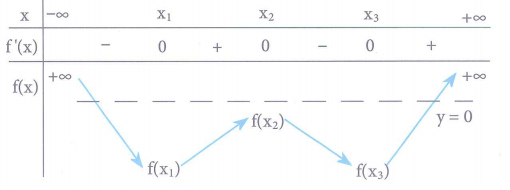 x −∞ x₁ x₂ x₃ +∞
f'(x) − 0 + 0 − 0 +
f(x) +∞ +∞
f(x₂) y = 0
f(x₁) f(x₃)